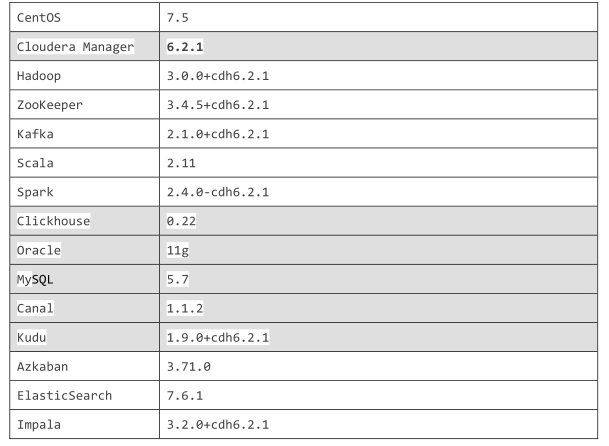 CentOS 7.5
Cloudera Manager 6.2.1
Hadoop 3.0.0+cdh6.2.1
ZooKeeper 3.4.5+cdh6.2.1
Kafka 2.1.0+cdh6.2.1
Scala 2.11
Spark 2.4.0-cdh6.2.1
Clickhouse 0.22
Oracle 11g
MySQL 5.7
Canal 1.1.2
Kudu 1.9.0+cdh6.2.1
Azkaban 3.71.0
ElasticSearch 7.6.1
Impala 3.2.0+cdh6.2.1